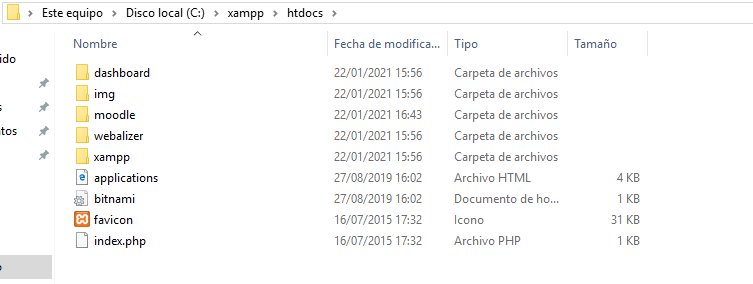 Este equipo > Disco local (C:) > xampp > htdocs >
Nombre Fecha de modifica... Tipo Tamaño
ido
dashboard 22/01/2021 15:56 Carpeta de archivos
img 22/01/2021 15:56 Carpeta de archivos
moodle 22/01/2021 16:43 Carpeta de archivos
s
webalizer 22/01/2021 15:56 Carpeta de archivos
tos
xampp 22/01/2021 15:56 Carpeta de archivos
applications 27/08/2019 16:02 Archivo HTML 4 KB
bitnami 27/08/2019 16:02 Documento de ho... 1 KB
favicon 16/07/2015 17:32 Icono 31 KB
index.php 16/07/2015 17:32 Archivo PHP 1 KB